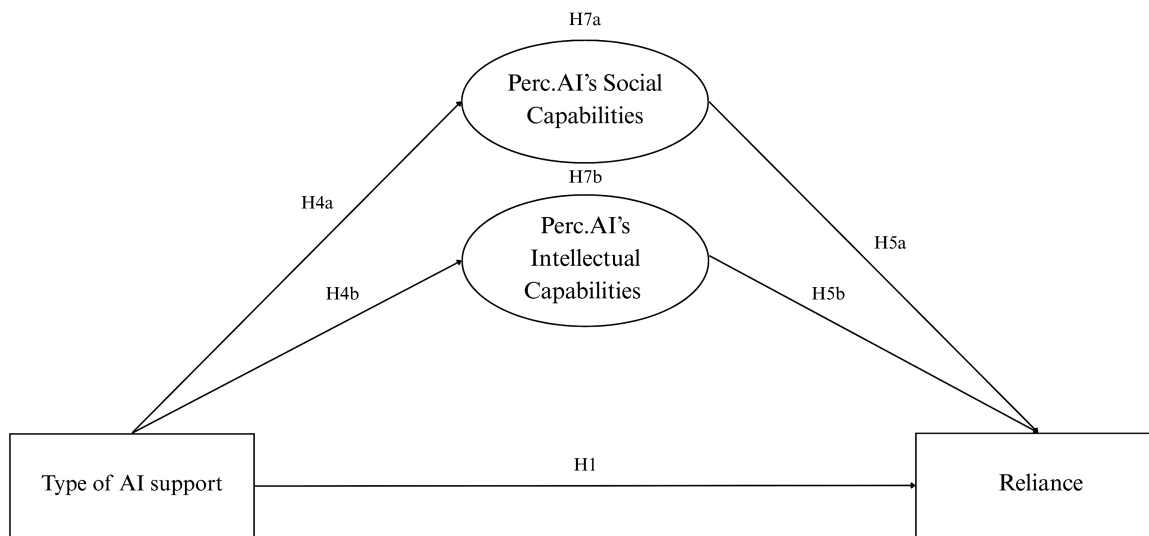 H7a
Perc.AI's Social
Capabilities
H7b
H4a
Perc.AI's
Intellectual
Capabilities
H5a
H4b
H5b
Type of AI support
H1
Reliance